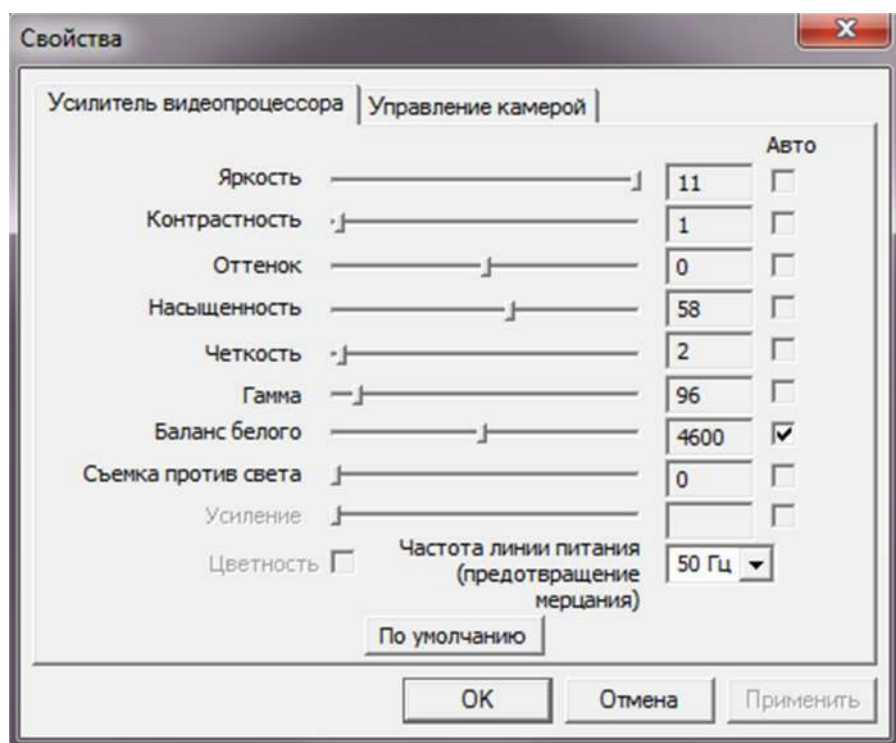 Свойства
Усилитель видеопроцессора Управление камерой
Авто
Яркость 11
Контрастность 1
Оттенок 0
Насыщенность 58
Четкость 2
Гамма 96
Баланс белого 4600
Съемка против света 0
Усиление
Цветность Частота линии питания 50 Гц
(предотвращение
мерцания)
По умолчанию
OK Отмена Применить